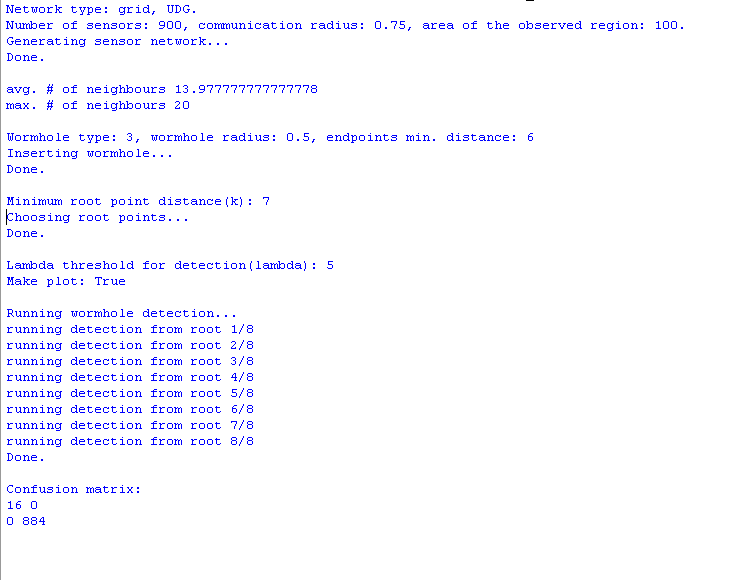 Network type: grid, UDG.
Number of sensors: 900, communication radius: 0.75, area of the observed region: 100.
Generating sensor network...
Done.
avg. # of neighbours 13.977777777777778
max. # of neighbours 20
Wormhole type: 3, wormhole radius: 0.5, endpoints min. distance: 6
Inserting wormhole...
Done.
Minimum root point distance(k): 7
Choosing root points...
Done.
Lambda threshold for detection(lambda): 5
Make plot: True
Running wormhole detection...
running detection from root 1/8
running detection from root 2/8
running detection from root 3/8
running detection from root 4/8
running detection from root 5/8
running detection from root 6/8
running detection from root 7/8
running detection from root 8/8
Done.
Confusion matrix:
16 0
0 884